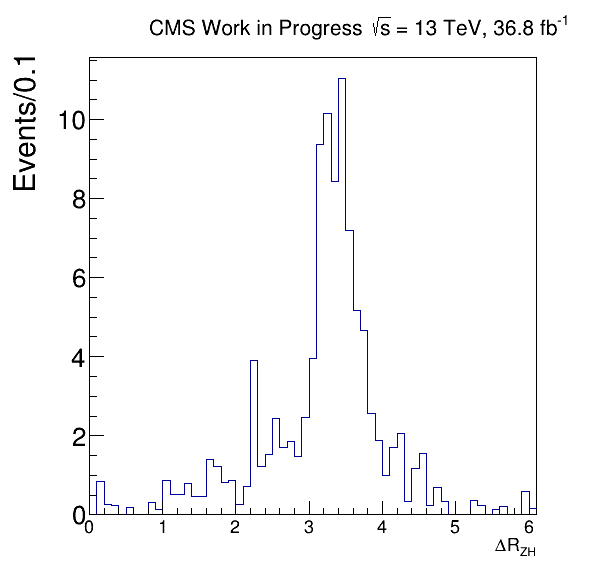 CMS Work in Progress √s = 13 TeV, 36.8 fb⁻¹
Events/0.1
10
8
6
4
2
0
0 1 2 3 4 5 6
ΔR_ZH